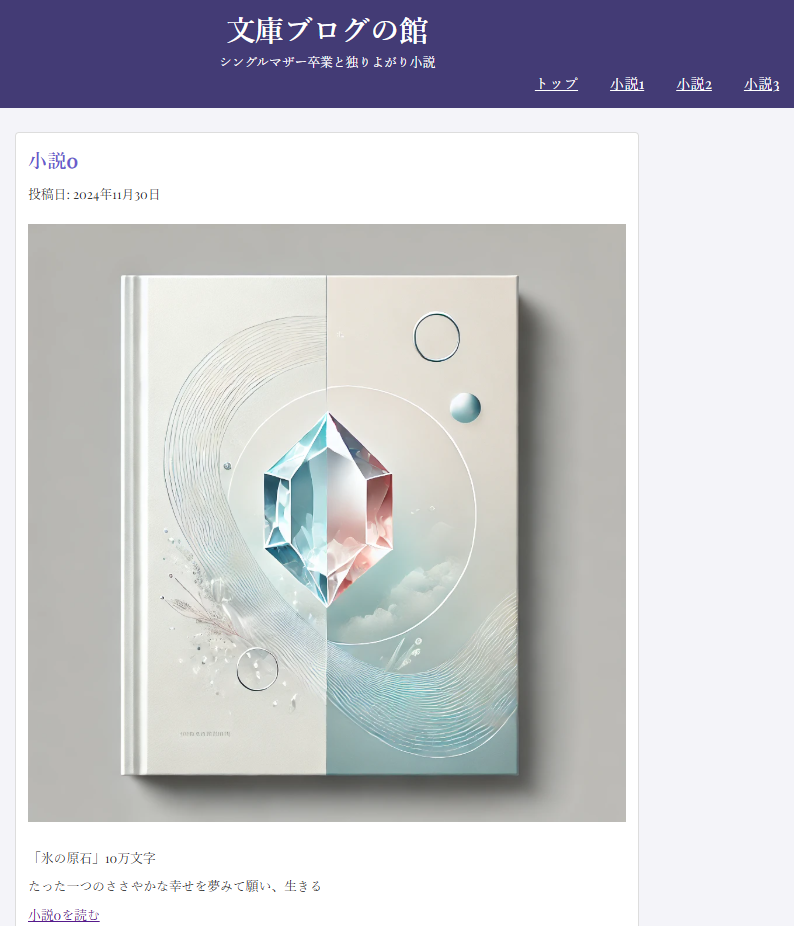 文庫ブログの館
シングルマザー卒業と独りよがり小説
トップ 小説1 小説2 小説3
小説0
投稿日: 2024年11月30日
「氷の原石」10万文字
たった一つのささやかな幸せを夢みて願い、生きる
小説0を読む